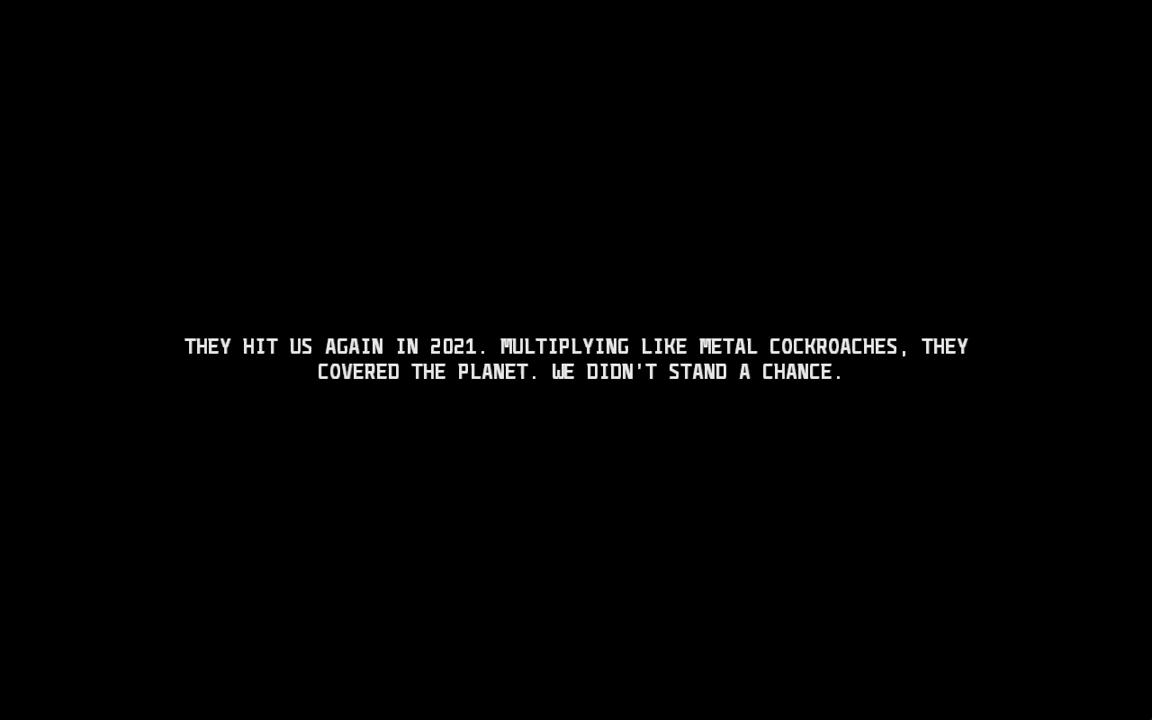 THEY HIT US AGAIN IN 2021. MULTIPLYING LIKE METAL COCKROACHES, THEY
COVERED THE PLANET. WE DIDN'T STAND A CHANCE.